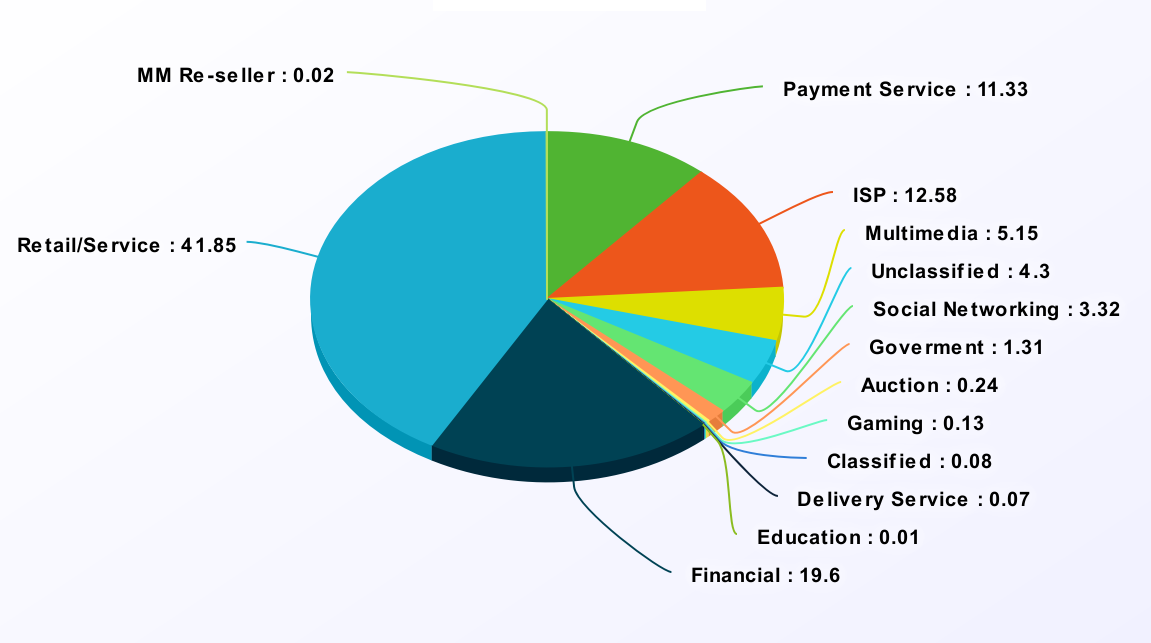 MM Re-seller : 0.02
Payment Service : 11.33
ISP : 12.58
Multimedia : 5.15
Retail/Service : 41.85
Unclassified : 4.3
Social Networking : 3.32
Goverment : 1.31
Auction : 0.24
Gaming : 0.13
Classified : 0.08
Delivery Service : 0.07
Education : 0.01
Financial : 19.6